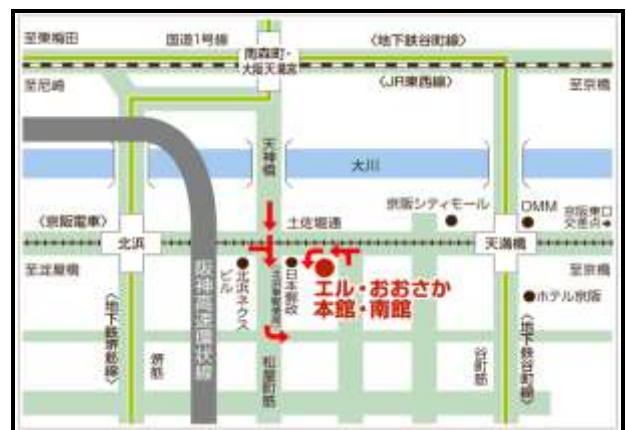 至東梅田
国道1号線
〈地下鉄谷町線〉
南森町・
大阪天満宮
〈JR東西線〉
至尼崎
至京橋
天神橋
大川
京阪シティモール
OMM
京阪東口
交差点
土佐堀通
〈京阪電車〉
北浜
天満橋
至淀屋橋
阪神高速環状線
北浜ネクス
ビル
日本郵政
エル・おおさか
本館・南館
至京橋
ホテル京阪
〈地下鉄堺筋線〉
堺筋
松屋町筋
谷町筋
〈地下鉄谷町線〉